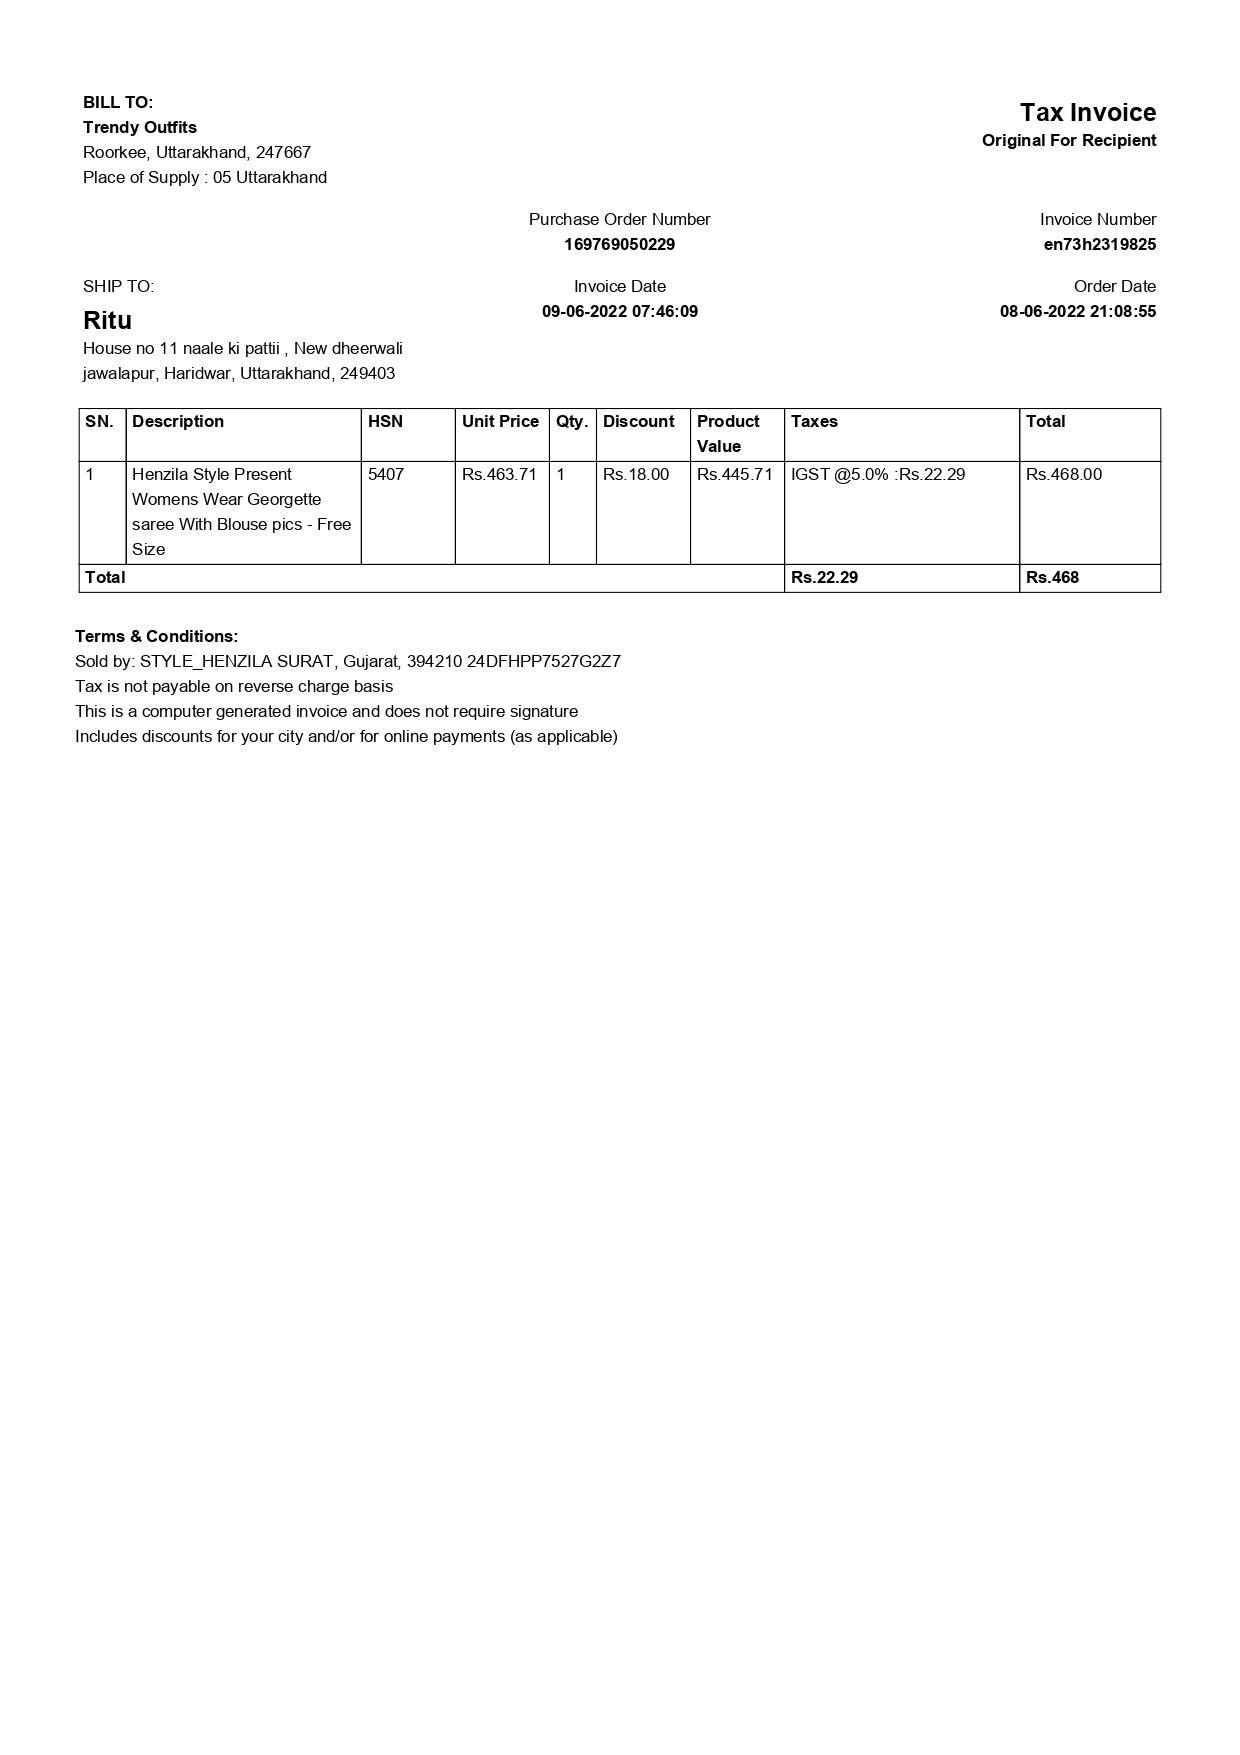 BILL TO:
Trendy Outfits
Roorkee, Uttarakhand, 247667
Place of Supply : 05 Uttarakhand
Tax Invoice
Original For Recipient
Purchase Order Number
169769050229
Invoice Number
en73h2319825
SHIP TO:
Ritu
House no 11 naale ki pattii , New dheerwali
jawalapur, Haridwar, Uttarakhand, 249403
Invoice Date
09-06-2022 07:46:09
Order Date
08-06-2022 21:08:55
SN. Description HSN Unit Price Qty. Discount Product Value Taxes Total
1 Henzila Style Present Womens Wear Georgette saree With Blouse pics - Free Size 5407 Rs.463.71 1 Rs.18.00 Rs.445.71 IGST @5.0% :Rs.22.29 Rs.468.00
Total Rs.22.29 Rs.468
Terms & Conditions:
Sold by: STYLE_HENZILA SURAT, Gujarat, 394210 24DFHPP7527G2Z7
Tax is not payable on reverse charge basis
This is a computer generated invoice and does not require signature
Includes discounts for your city and/or for online payments (as applicable)